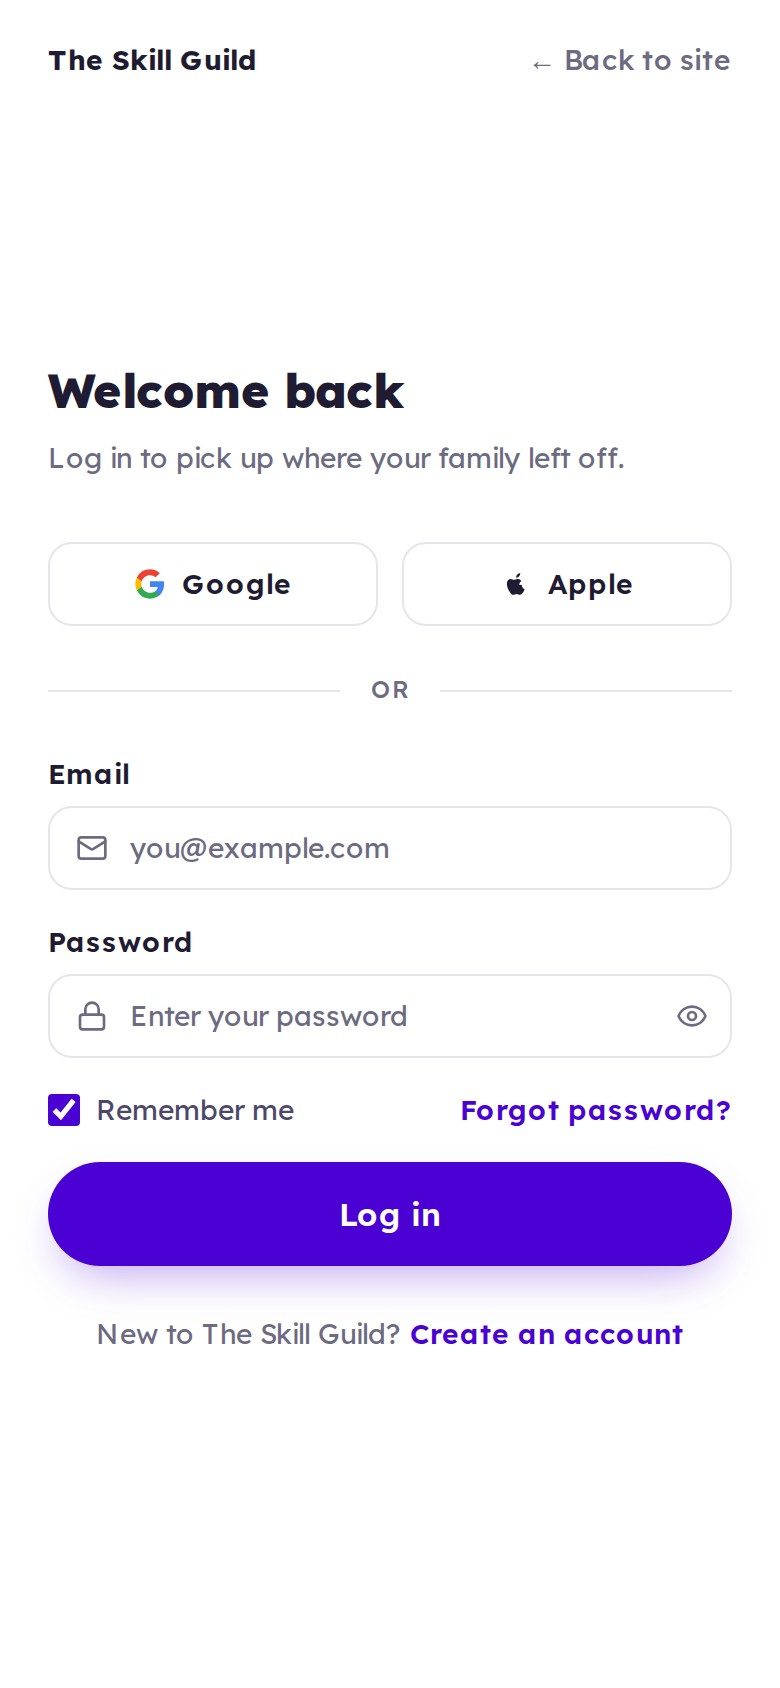 The Skill Guild
← Back to site
Welcome back
Log in to pick up where your family left off.
Google
Apple
OR
Email
you@example.com
Password
Enter your password
Remember me
Forgot password?
Log in
New to The Skill Guild? Create an account